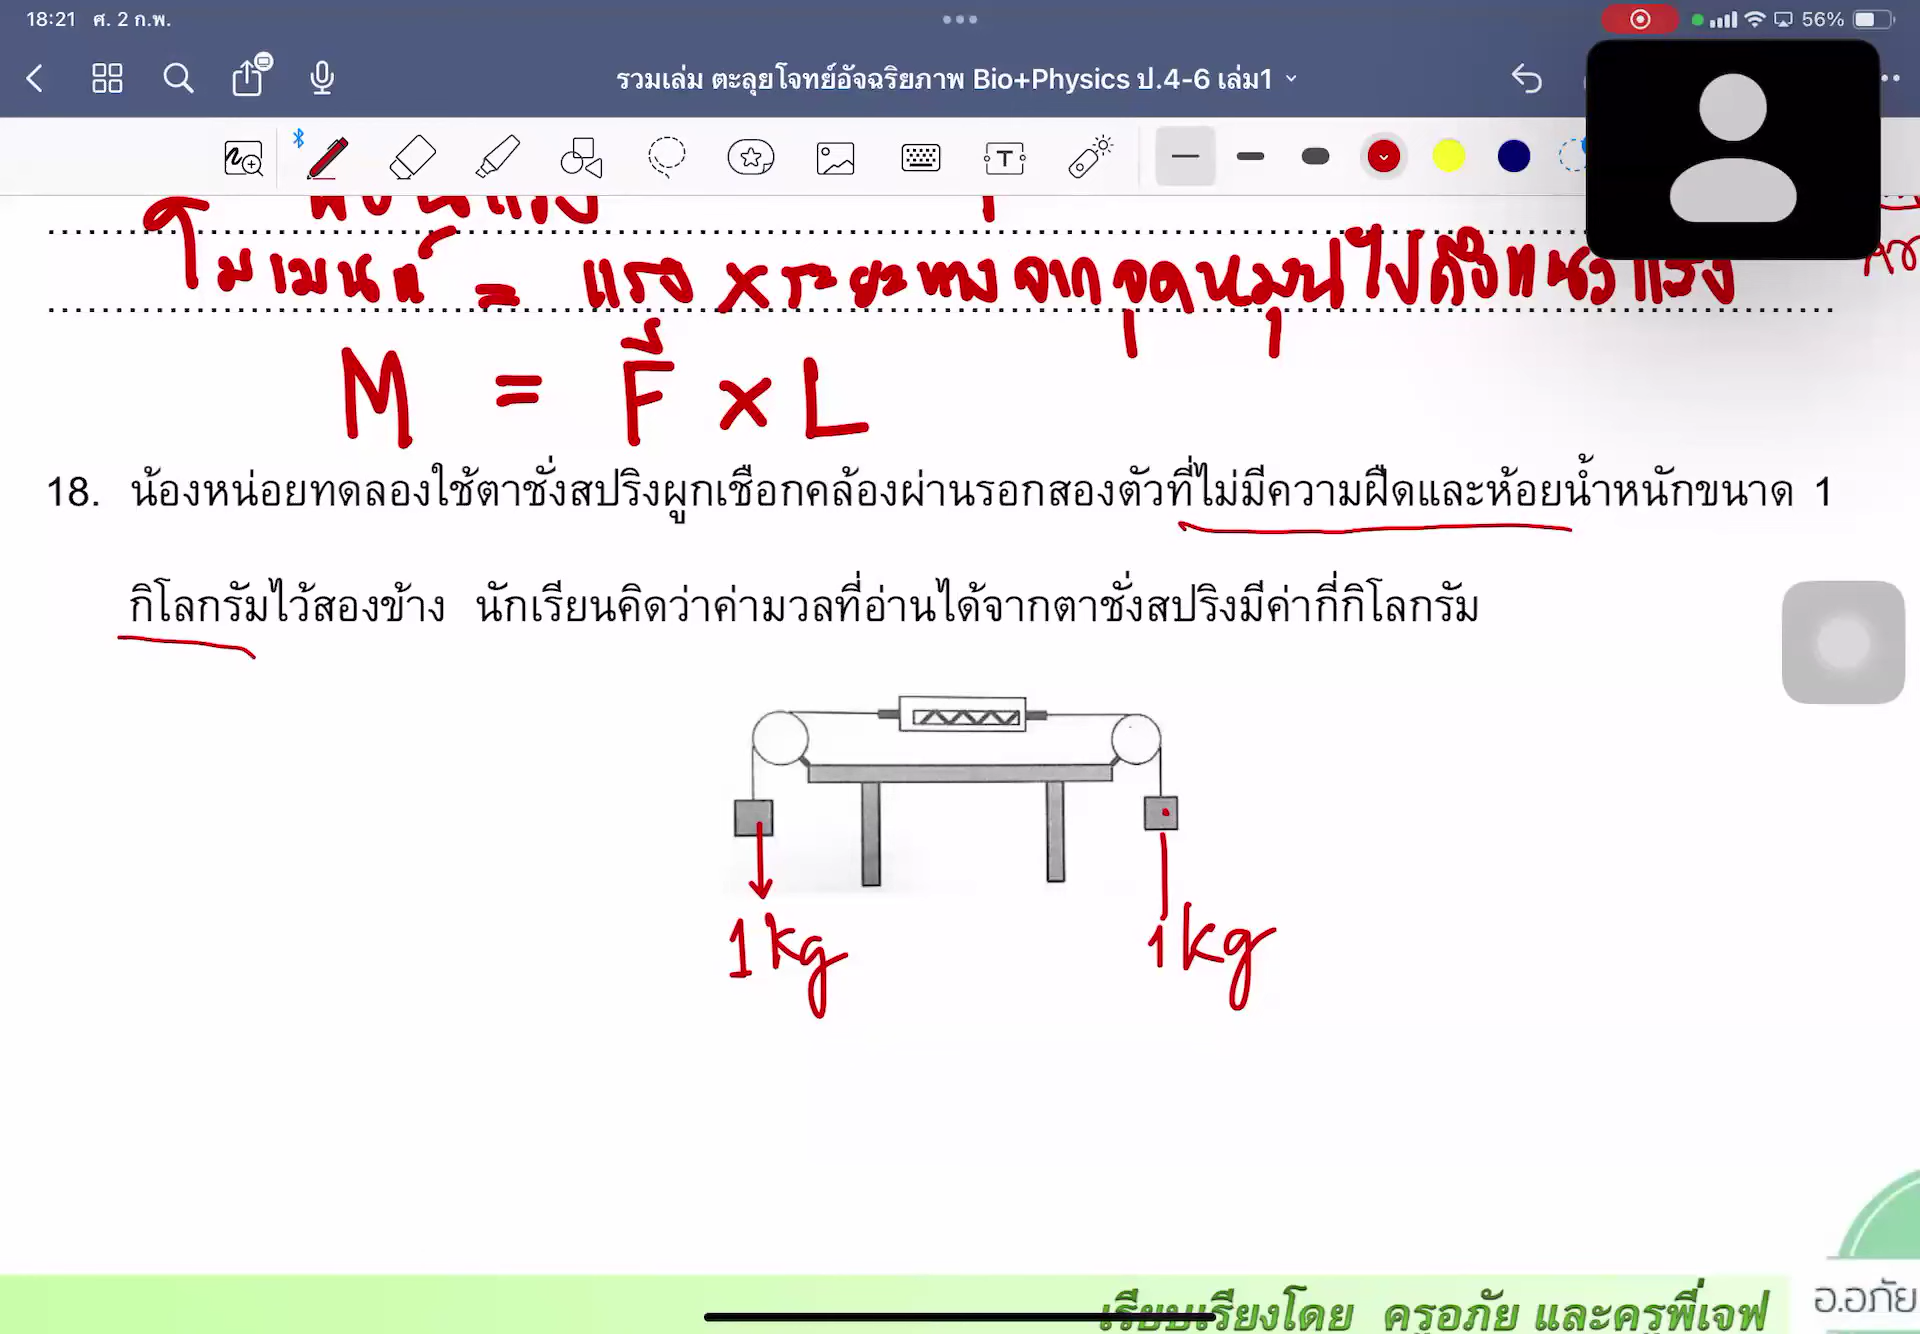 18:21 ศ. 2 ก.พ. 56%
รวมเล่ม ตะลุยโจทย์อัจฉริยภาพ Bio+Physics ป.4-6 เล่ม1
T
โมเมนต์ = แรง x ระยะทางจากจุดหมุนไปถึงแนวแรง
M = F x L
18. น้องหน่อยทดลองใช้ตาชั่งสปริงผูกเชือกคล้องผ่านรอกสองตัวที่ไม่มีความฝืดและห้อยน้ำหนักขนาด 1
กิโลกรัมไว้สองข้าง นักเรียนคิดว่าค่ามวลที่อ่านได้จากตาชั่งสปริงมีค่ากี่กิโลกรัม
1kg 1kg
เรียบเรียงโดย ครูอภัย และครูพี่เจฟ
อ.อภัย